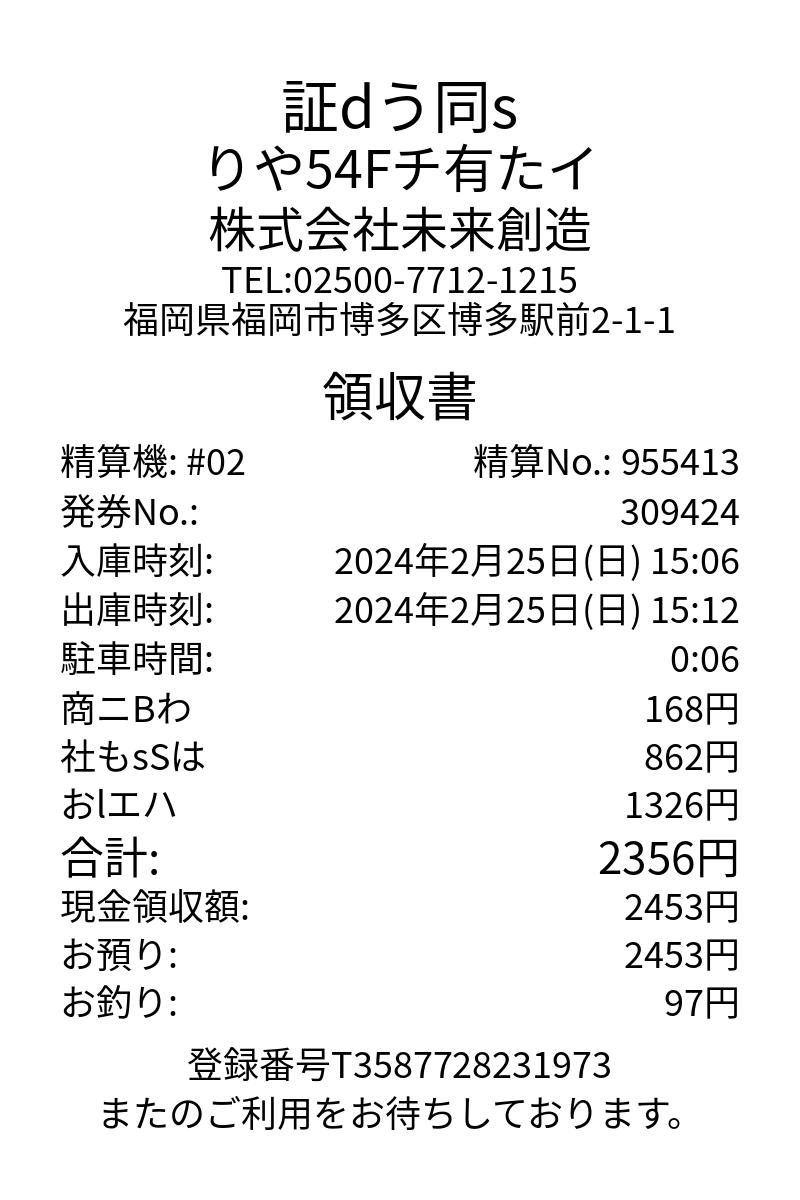 証dう同s
りや54Fチ有たイ
株式会社未来創造
TEL:02500-7712-1215
福岡県福岡市博多区博多駅前2-1-1
領収書
精算機: #02 精算No.: 955413
発券No.: 309424
入庫時刻: 2024年2月25日(日) 15:06
出庫時刻: 2024年2月25日(日) 15:12
駐車時間: 0:06
商ニBわ 168円
社もsSは 862円
おlエハ 1326円
合計: 2356円
現金領収額: 2453円
お預り: 2453円
お釣り: 97円
登録番号T3587728231973
またのご利用をお待ちしております。